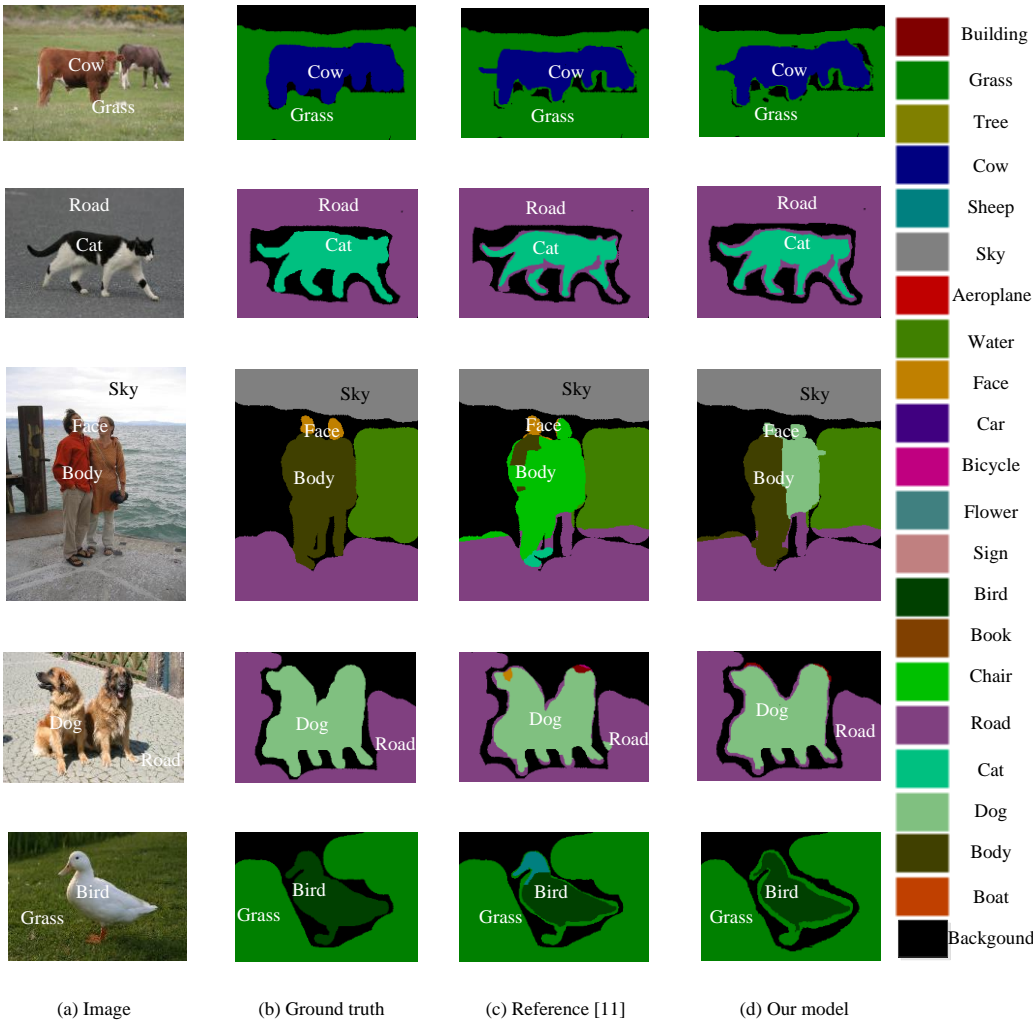 Cow
Grass
Cow
Grass
Cow
Grass
Cow
Grass
Road
Cat
Road
Cat
Road
Cat
Road
Cat
Sky
Face
Body
Sky
Face
Body
Sky
Face
Body
Sky
Face
Body
Dog
Road
Dog
Road
Dog
Road
Dog
Road
Bird
Grass
Bird
Grass
Bird
Grass
Bird
Grass
Building
Grass
Tree
Cow
Sheep
Sky
Aeroplane
Water
Face
Car
Bicycle
Flower
Sign
Bird
Book
Chair
Road
Cat
Dog
Body
Boat
Backgound
(a) Image
(b) Ground truth
(c) Reference [11]
(d) Our model